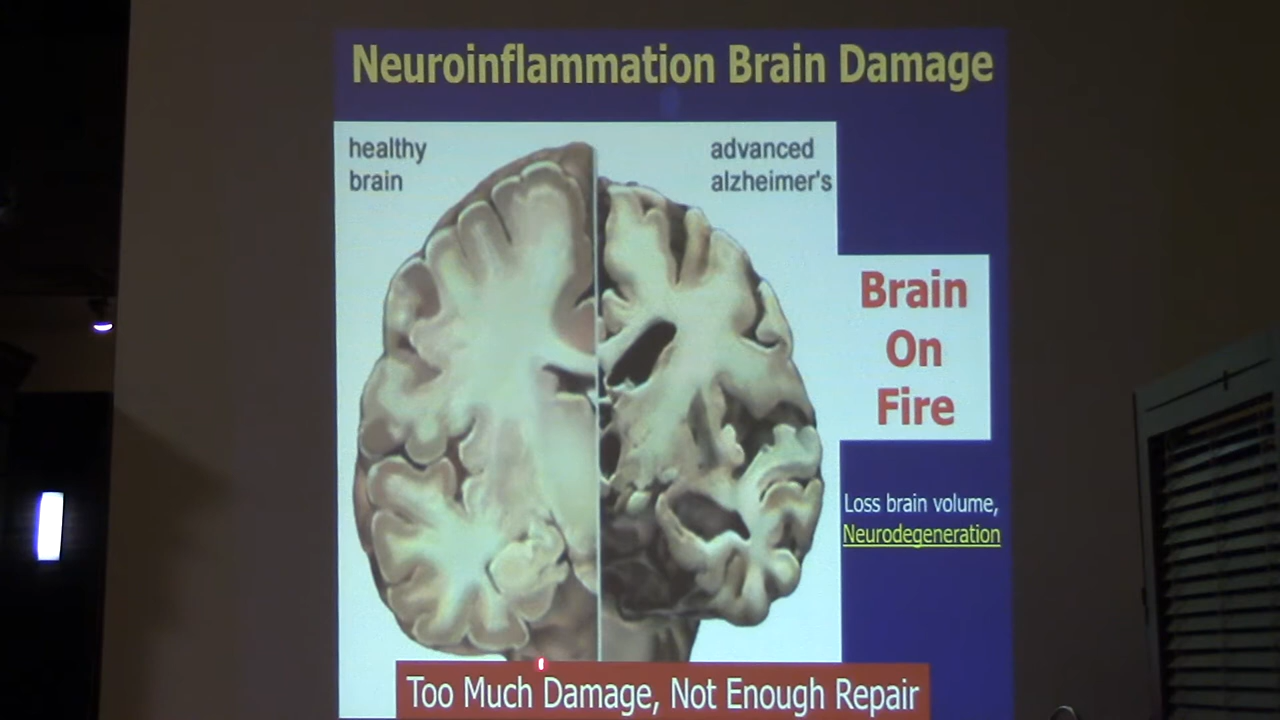 Neuroinflammation Brain Damage
healthy
brain
advanced
alzheimer's
Brain
On
Fire
Loss brain volume,
Neurodegeneration
Too Much Damage, Not Enough Repair